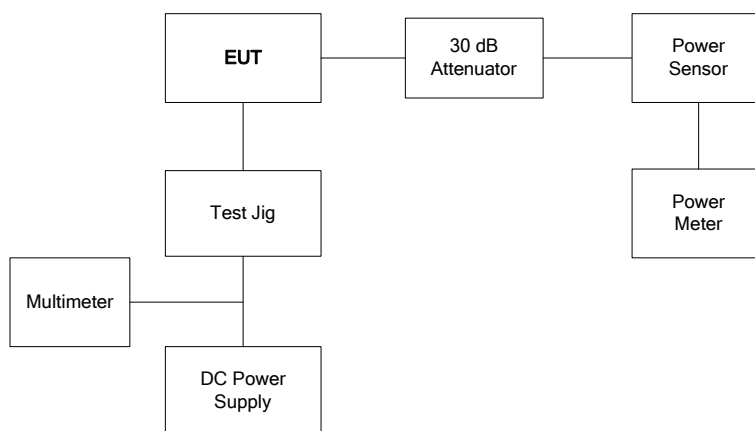 EUT
30 dB
Attenuator
Power
Sensor
Test Jig
Power
Meter
Multimeter
DC Power
Supply